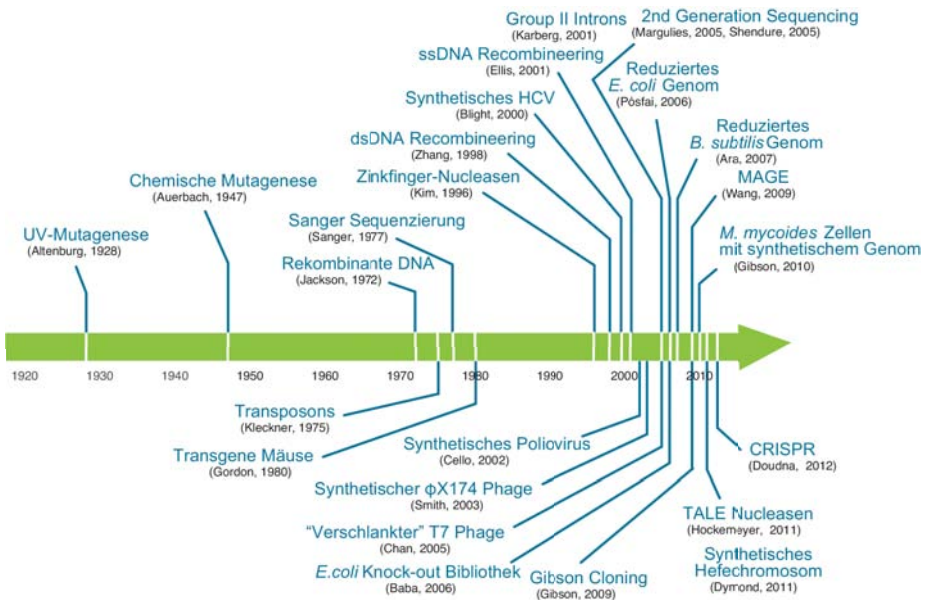 Group II Introns
(Karberg, 2001)
2nd Generation Sequencing
(Margulies, 2005, Shendure, 2005)
ssDNA Recombineering
(Ellis, 2001)
Reduziertes
E. coli Genom
(Pósfai, 2006)
Synthetisches HCV
(Blight, 2000)
Reduziertes
B. subtilis Genom
(Ara, 2007)
dsDNA Recombineering
(Zhang, 1998)
MAGE
(Wang, 2009)
Zinkfinger-Nucleasen
(Kim, 1996)
Chemische Mutagenese
(Auerbach, 1947)
Sanger Sequenzierung
(Sanger, 1977)
M. mycoides Zellen
mit synthetischem Genom
(Gibson, 2010)
UV-Mutagenese
(Altenburg, 1928)
Rekombinante DNA
(Jackson, 1972)
1920 1930 1940 1950 1960 1970 1980 1990 2000 2010
Transposons
(Kleckner, 1975)
Transgene Mäuse
(Gordon, 1980)
Synthetisches Poliovirus
(Cello, 2002)
CRISPR
(Doudna, 2012)
Synthetischer φX174 Phage
(Smith, 2003)
TALE Nucleasen
(Hockemeyer, 2011)
"Verschlankter" T7 Phage
(Chan, 2005)
Synthetisches
Hefechromosom
(Dymond, 2011)
E.coli Knock-out Bibliothek
(Baba, 2006)
Gibson Cloning
(Gibson, 2009)